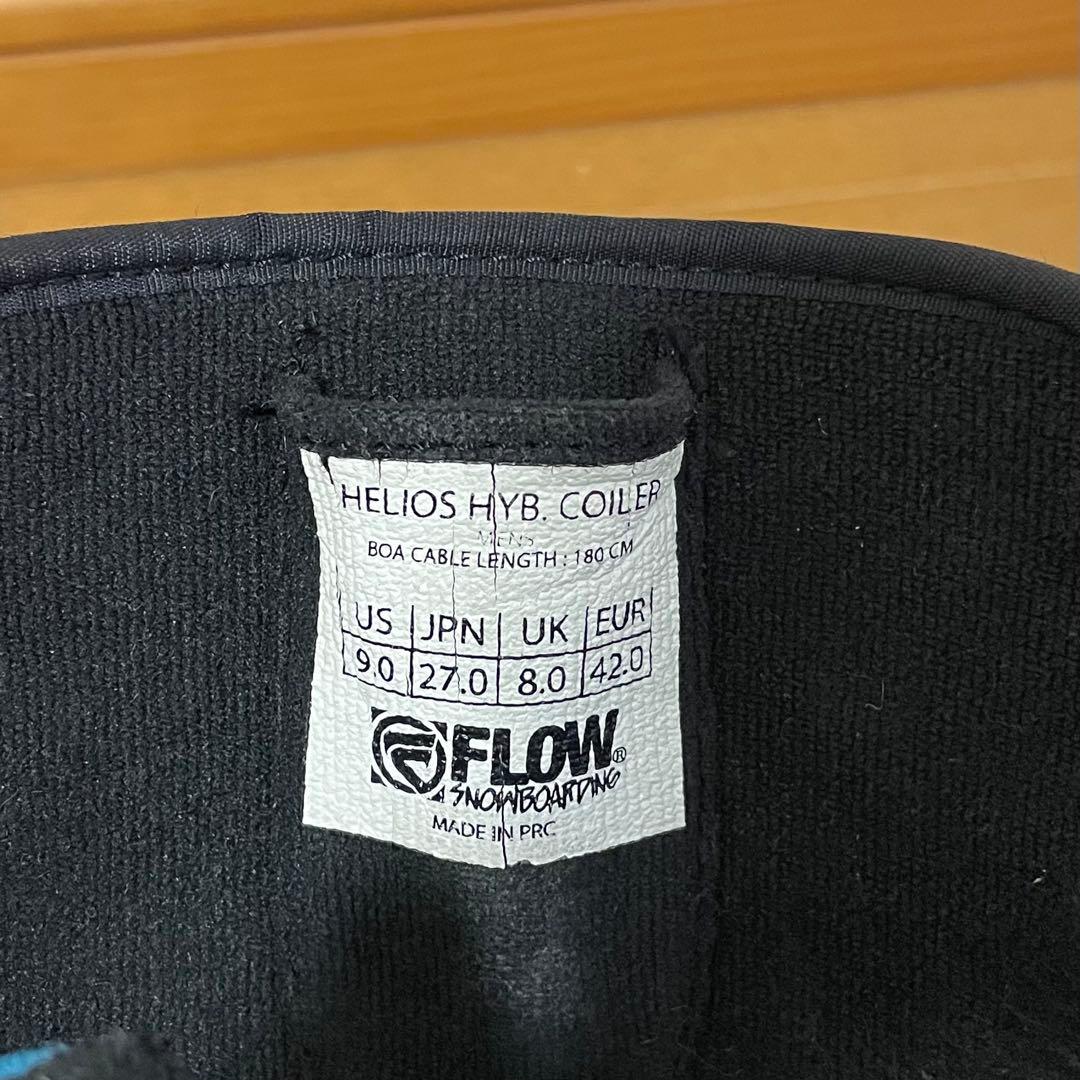 HELIOS HYB. COILER
MENS
BOA CABLE LENGTH : 180 CM
US JPN UK EUR
9.0 27.0 8.0 42.0
FLOW®
SNOWBOARDING
MADE IN PRC